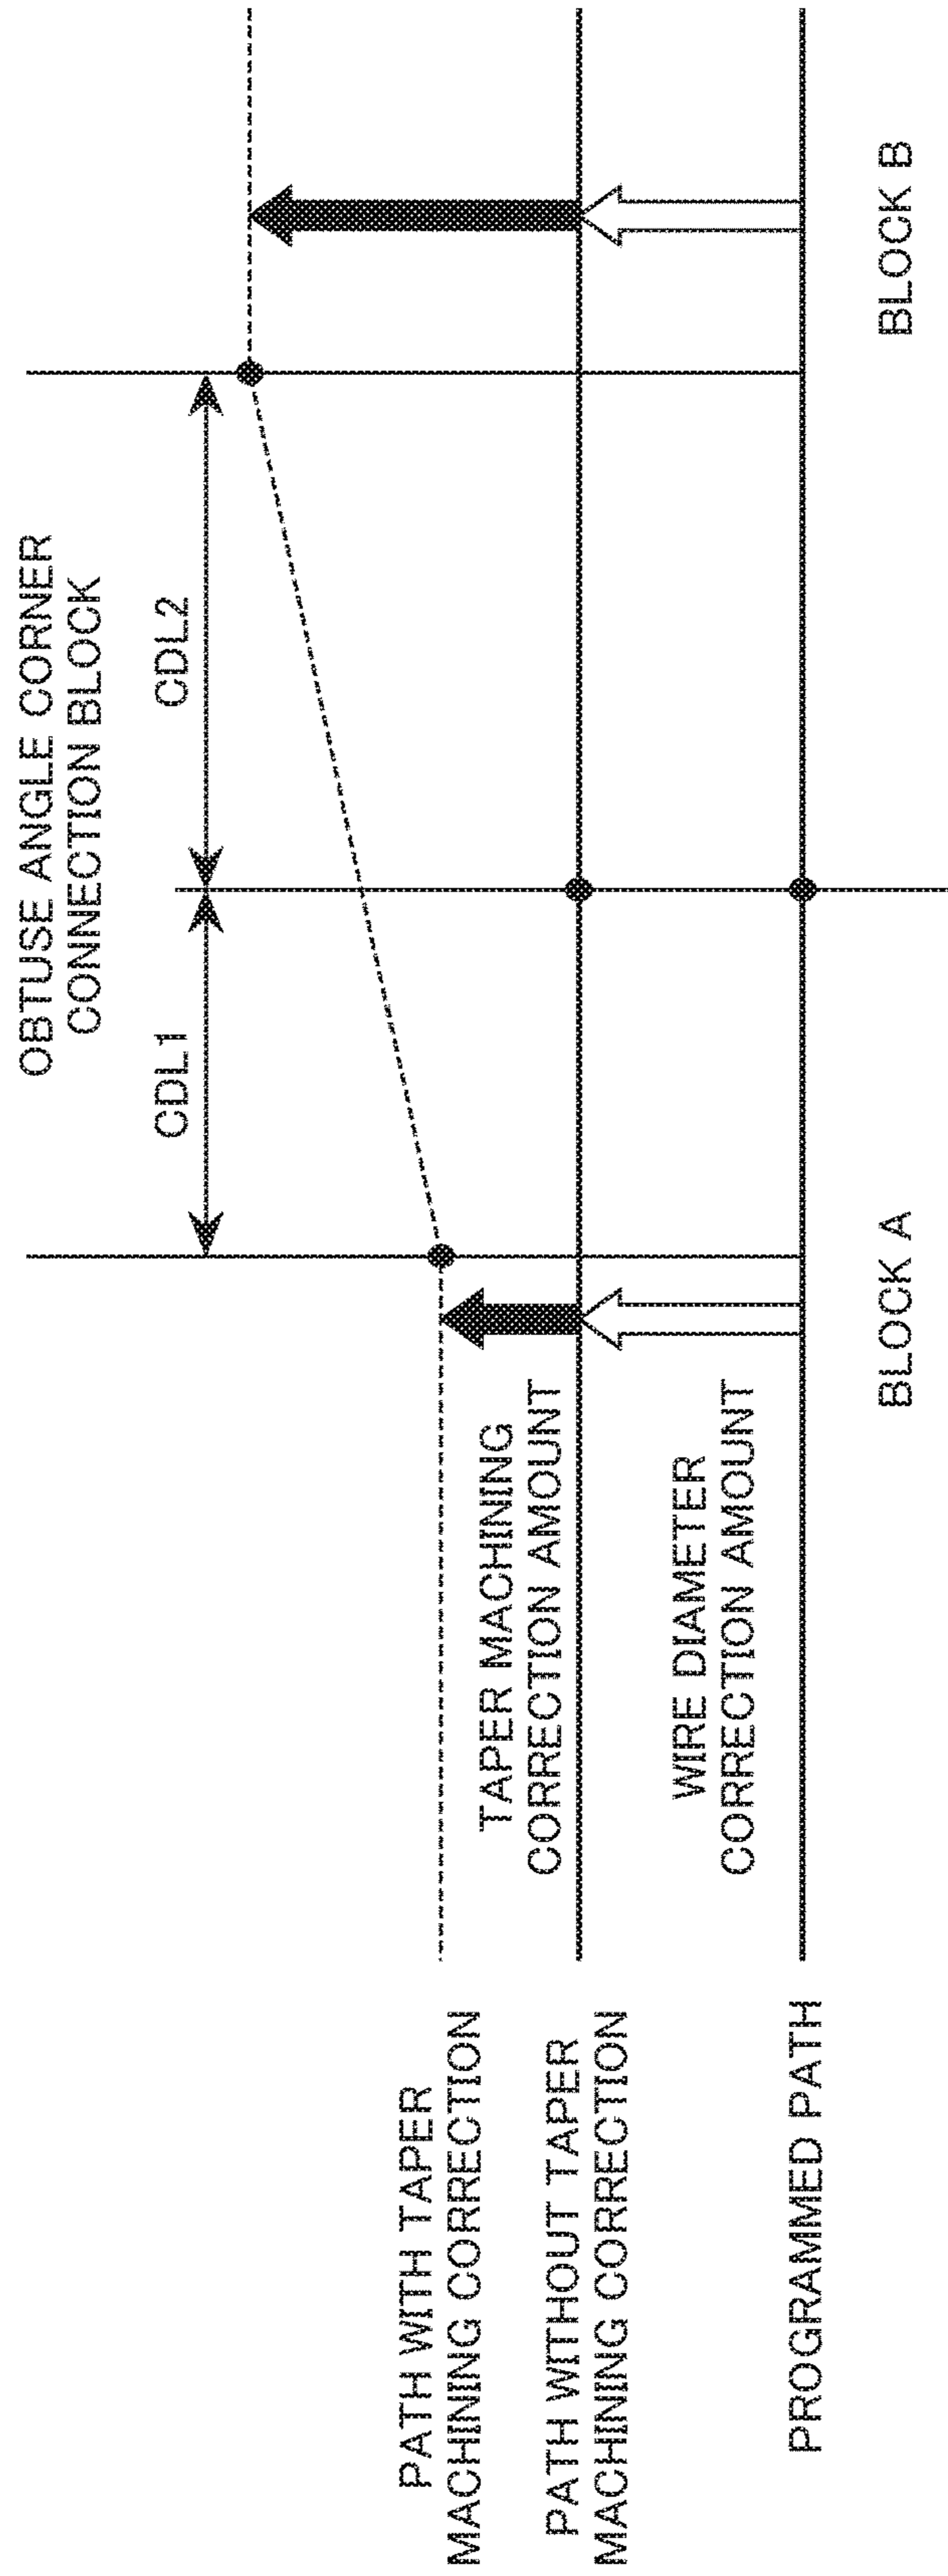 OBTUSE ANGLE CORNER
CONNECTION BLOCK
CDL1
CDL2
PATH WITH TAPER
MACHINING CORRECTION
TAPER MACHINING
CORRECTION AMOUNT
PATH WITHOUT TAPER
MACHINING CORRECTION
WIRE DIAMETER
CORRECTION AMOUNT
PROGRAMMED PATH
BLOCK A
BLOCK B